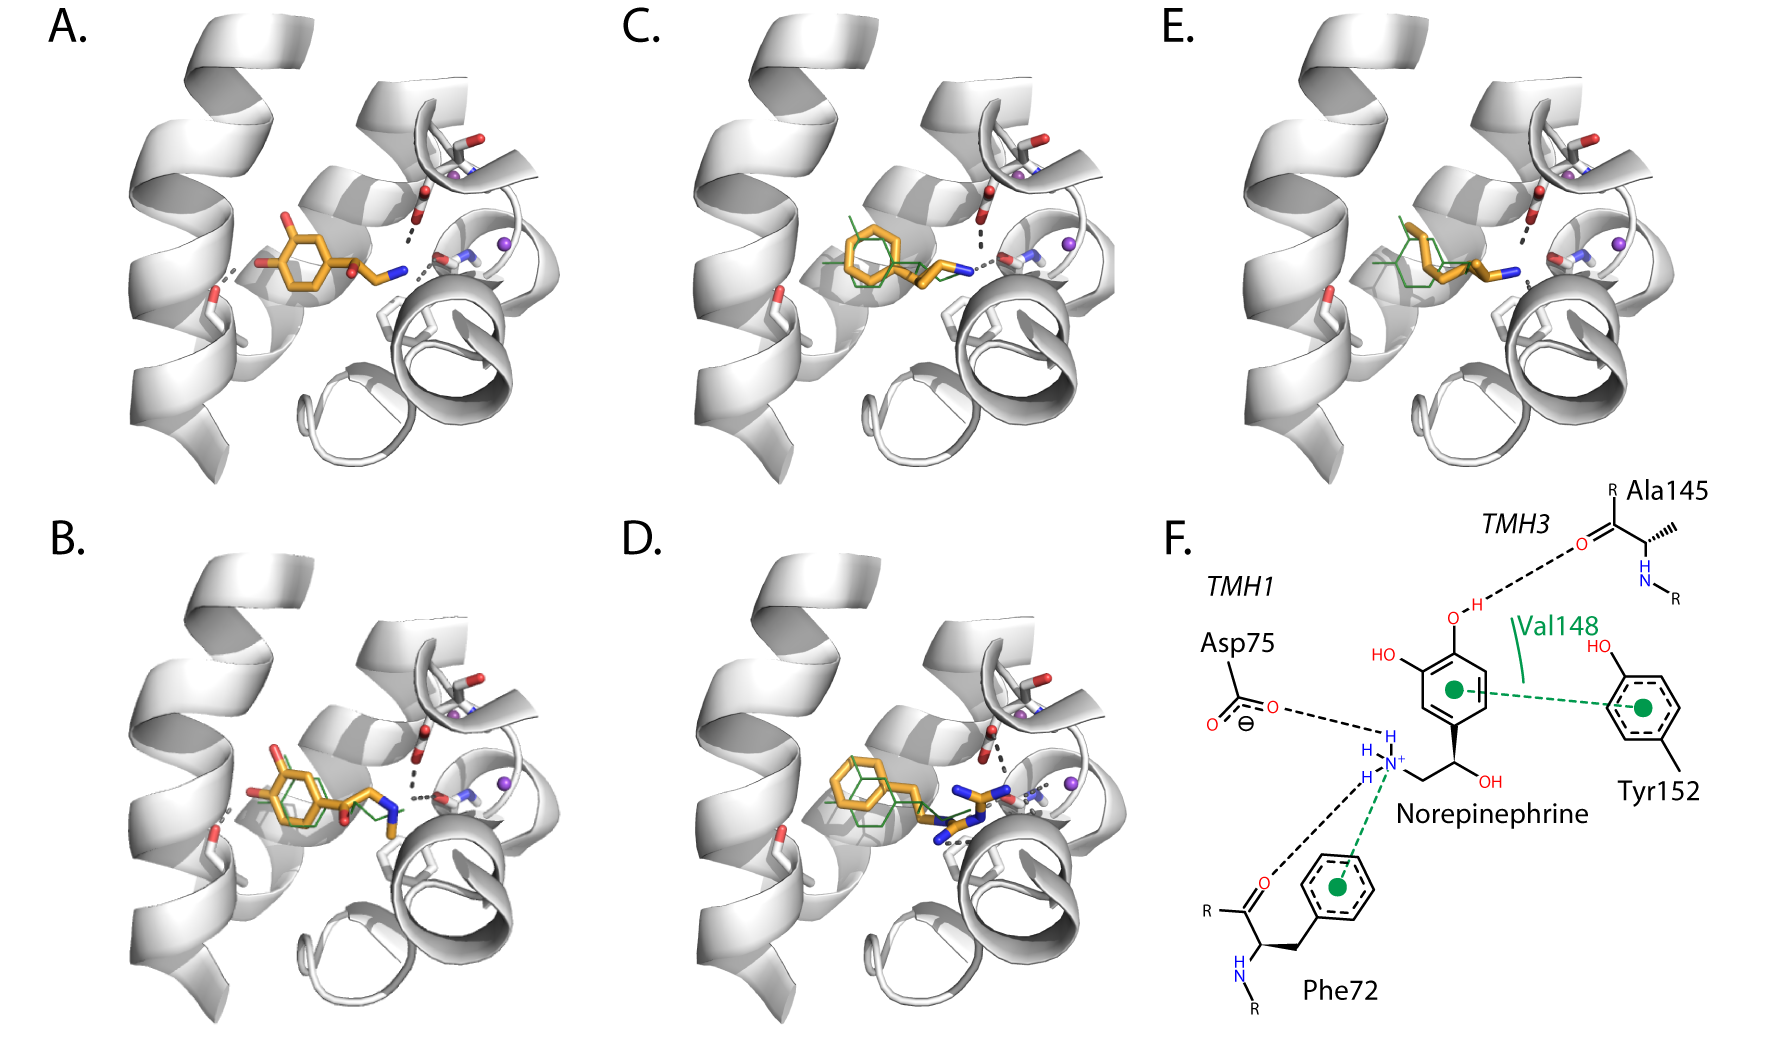 A.
C.
E.
B.
D.
F.
TMH1
TMH3
R
Ala145
O
H
N
R
H
O
HO
Val148
HO
Asp75
O
O
⊖
H
H
H
N+
OH
Tyr152
Norepinephrine
O
R
H
N
R
Phe72